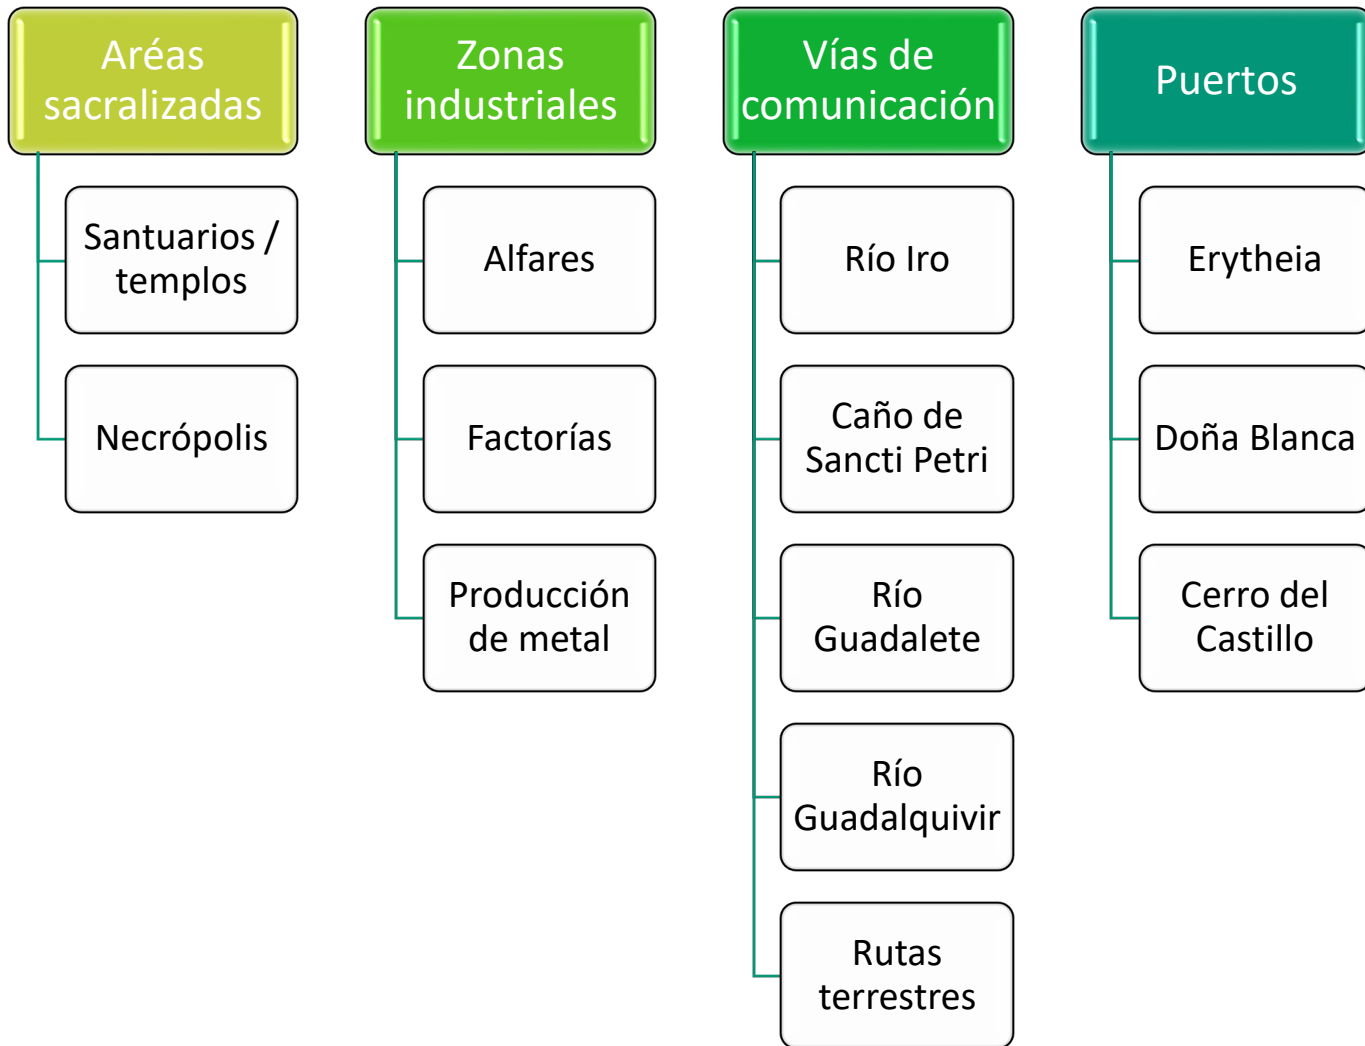 Aréas
sacralizadas
Santuarios /
templos
Necrópolis
Zonas
industriales
Alfares
Factorías
Producción
de metal
Vías de
comunicación
Río Iro
Caño de
Sancti Petri
Río
Guadalete
Río
Guadalquivir
Rutas
terrestres
Puertos
Erytheia
Doña Blanca
Cerro del
Castillo